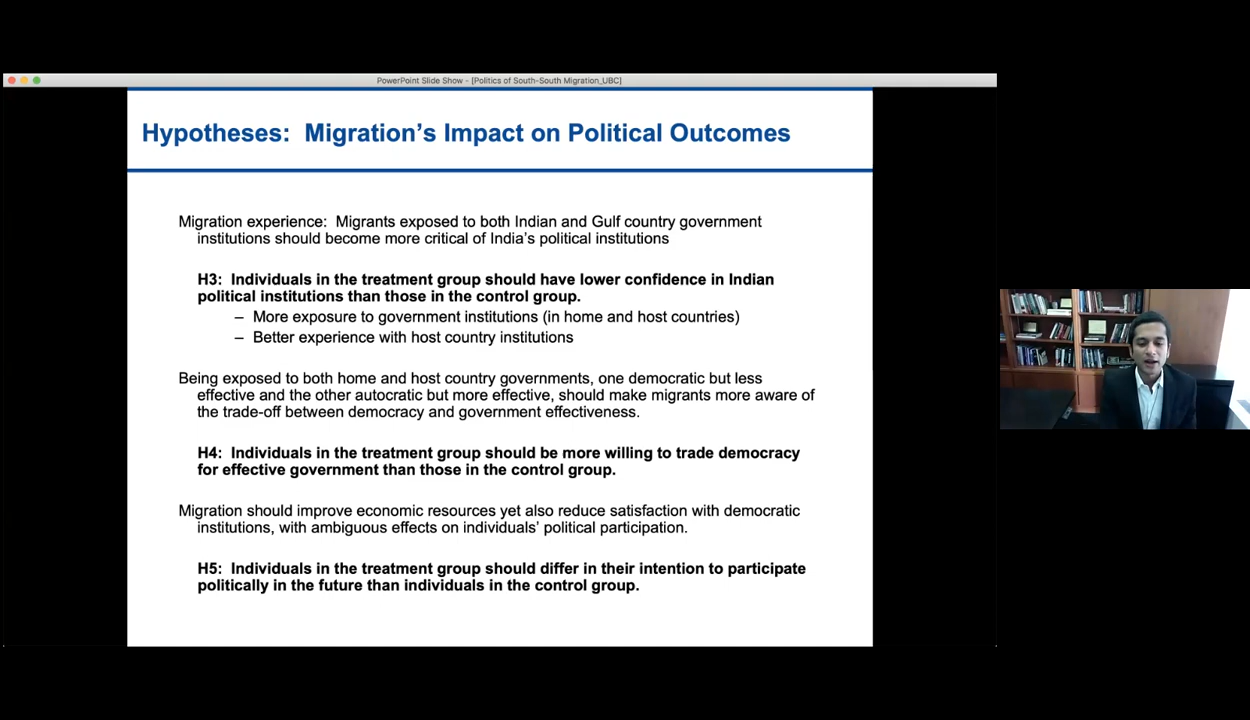 PowerPoint Slide Show - [Politics of South-South Migration_UBC]
Hypotheses:  Migration’s Impact on Political Outcomes
Migration experience:  Migrants exposed to both Indian and Gulf country government
institutions should become more critical of India’s political institutions
H3:  Individuals in the treatment group should have lower confidence in Indian
political institutions than those in the control group.
– More exposure to government institutions (in home and host countries)
– Better experience with host country institutions
Being exposed to both home and host country governments, one democratic but less
effective and the other autocratic but more effective, should make migrants more aware of
the trade-off between democracy and government effectiveness.
H4:  Individuals in the treatment group should be more willing to trade democracy
for effective government than those in the control group.
Migration should improve economic resources yet also reduce satisfaction with democratic
institutions, with ambiguous effects on individuals’ political participation.
H5:  Individuals in the treatment group should differ in their intention to participate
politically in the future than individuals in the control group.